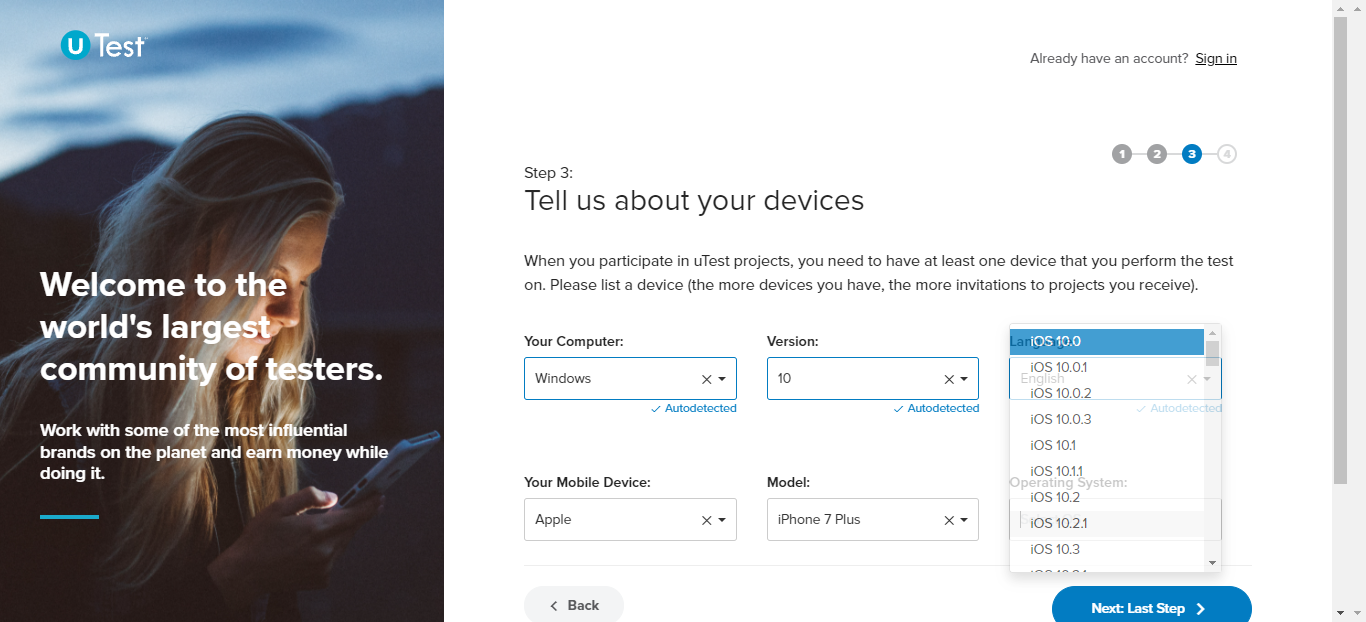 uTest
Already have an account? Sign in
1 2 3 4
Step 3:
Tell us about your devices
Welcome to the
world's largest
community of testers.
Work with some of the most influential
brands on the planet and earn money while
doing it.
When you participate in uTest projects, you need to have at least one device that you perform the test
on. Please list a device (the more devices you have, the more invitations to projects you receive).
Your Computer:
Windows
Autodetected
Version:
10
Autodetected
Language:
English
Autodetected
Your Mobile Device:
Apple
Model:
iPhone 7 Plus
Operating System:
iOS 10.0
iOS 10.0.1
iOS 10.0.2
iOS 10.0.3
iOS 10.1
iOS 10.1.1
iOS 10.2
iOS 10.2.1
iOS 10.3
Back
Next: Last Step